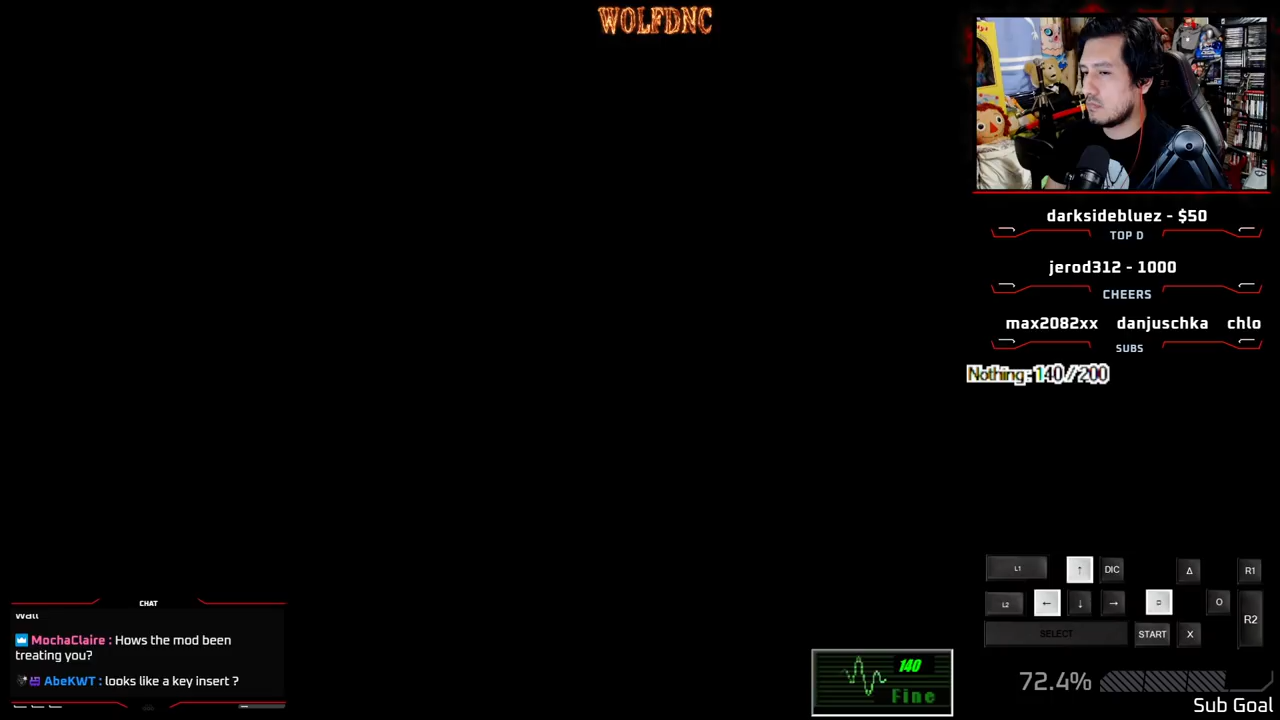 WOLFDNC
darksidebluez - $50
TOP D
jerod312 - 1000
CHEERS
max2082xx danjuschka chlo
SUBS
Nothing:140//200
CHAT
wall
MochaClaire : Hows the mod been
treating you?
AbeKWT : looks like a key insert ?
140
Fine
L1 ↑ DIC Δ R1
L2 ← ↓ → □ O R2
SELECT START X
72.4%
Sub Goal